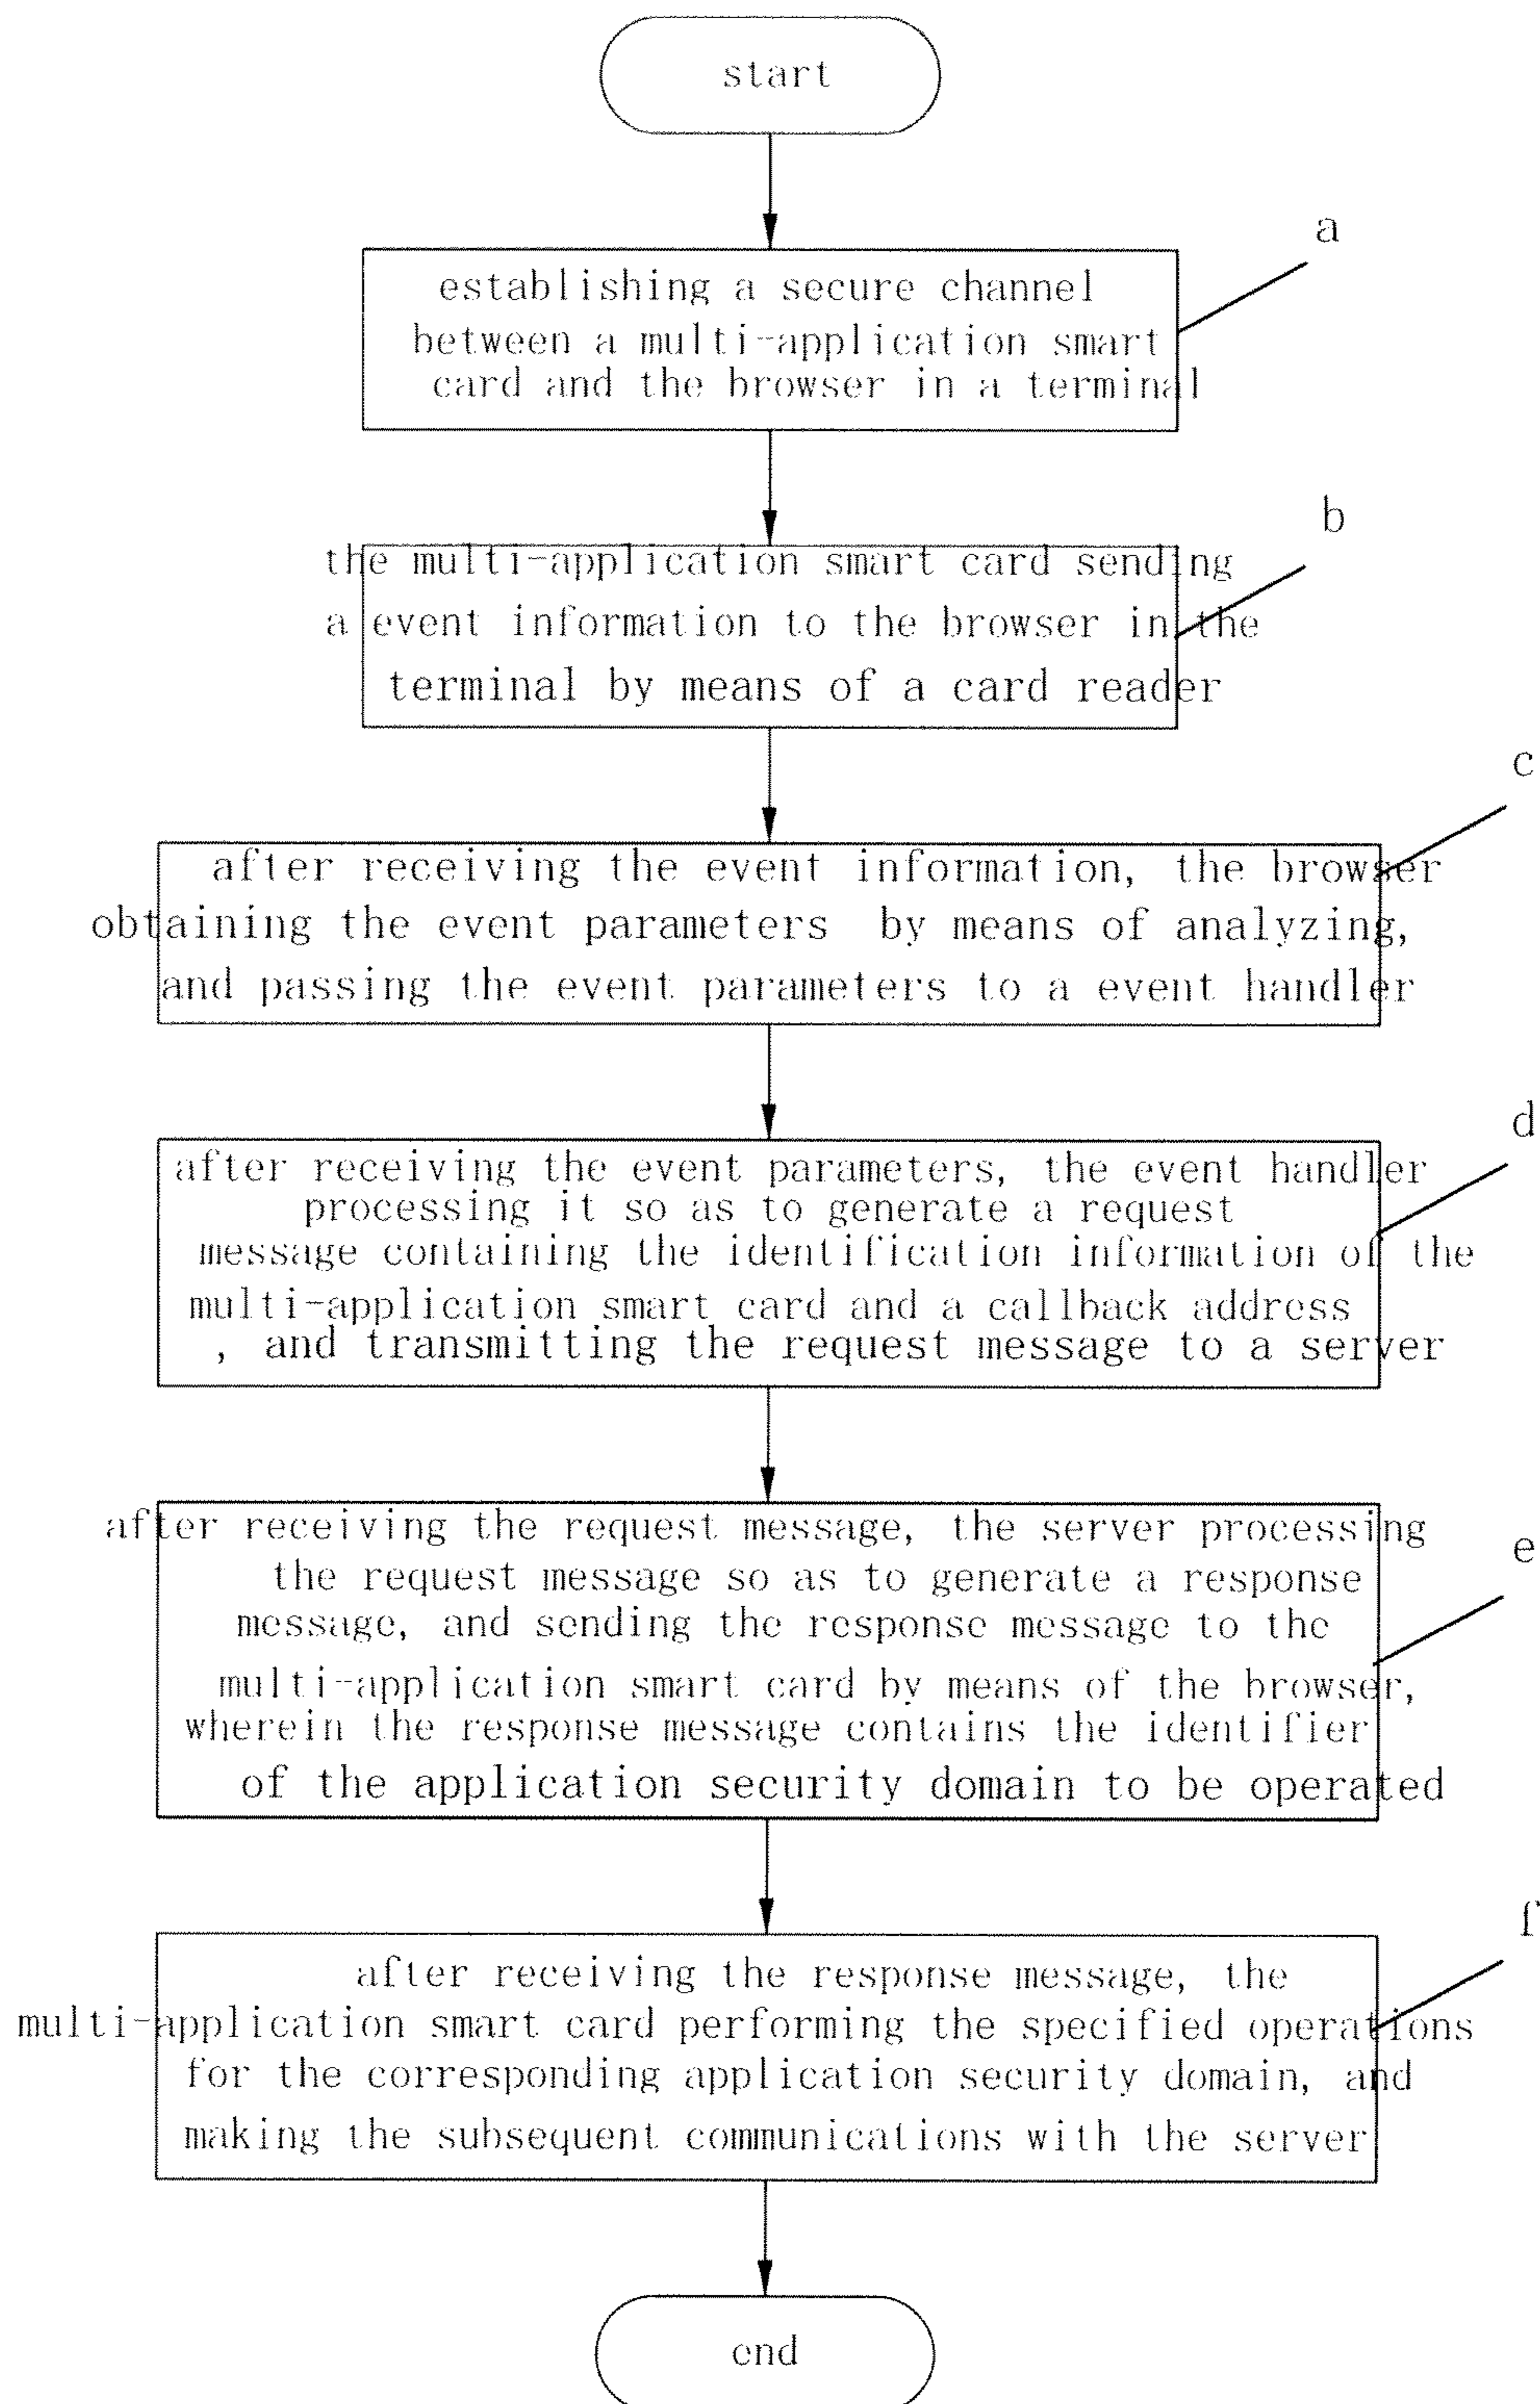 start
a
establishing a secure channel
between a multi-application smart
card and the browser in a terminal
b
the multi-application smart card sending
a event information to the browser in the
terminal by means of a card reader
c
after receiving the event information, the browser
obtaining the event parameters by means of analyzing,
and passing the event parameters to a event handler
d
after receiving the event parameters, the event handler
processing it so as to generate a request
message containing the identification information of the
multi-application smart card and a callback address
, and transmitting the request message to a server
e
after receiving the request message, the server processing
the request message so as to generate a response
message, and sending the response message to the
multi-application smart card by means of the browser,
wherein the response message contains the identifier
of the application security domain to be operated
f
after receiving the response message, the
multi-application smart card performing the specified operations
for the corresponding application security domain, and
making the subsequent communications with the server
end